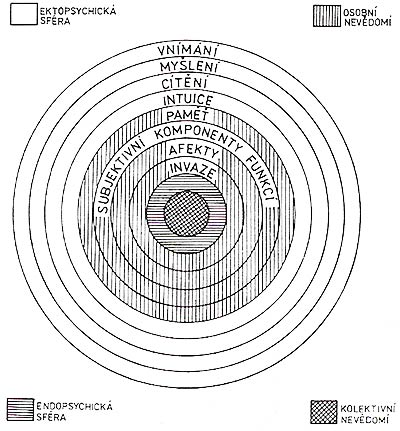 EKTOPSYCHICKÁ
SFÉRA
OSOBNÍ
NEVĚDOMÍ
VNÍMÁNÍ
MYŠLENÍ
CÍTĚNÍ
INTUICE
PAMĚŤ
SUBJEKTIVNÍ KOMPONENTY FUNKCÍ
AFEKTY
INVAZE
ENDOPSYCHICKÁ
SFÉRA
KOLEKTIVNÍ
NEVĚDOMÍ